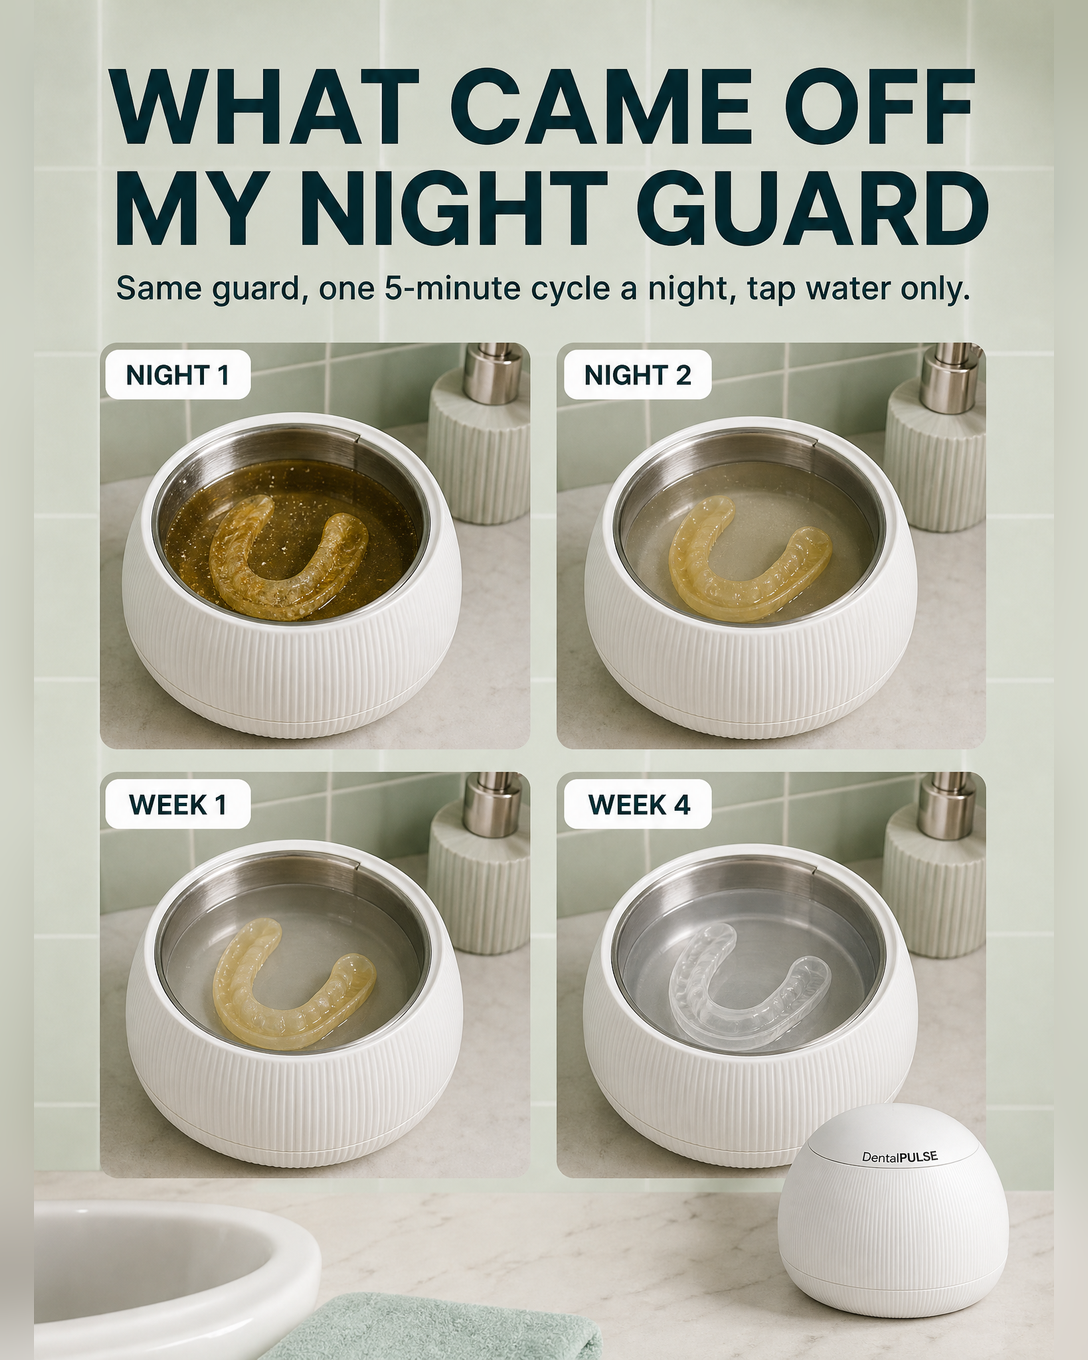 WHAT CAME OFF
MY NIGHT GUARD
Same guard, one 5-minute cycle a night, tap water only.
NIGHT 1
NIGHT 2
WEEK 1
WEEK 4
DentalPULSE